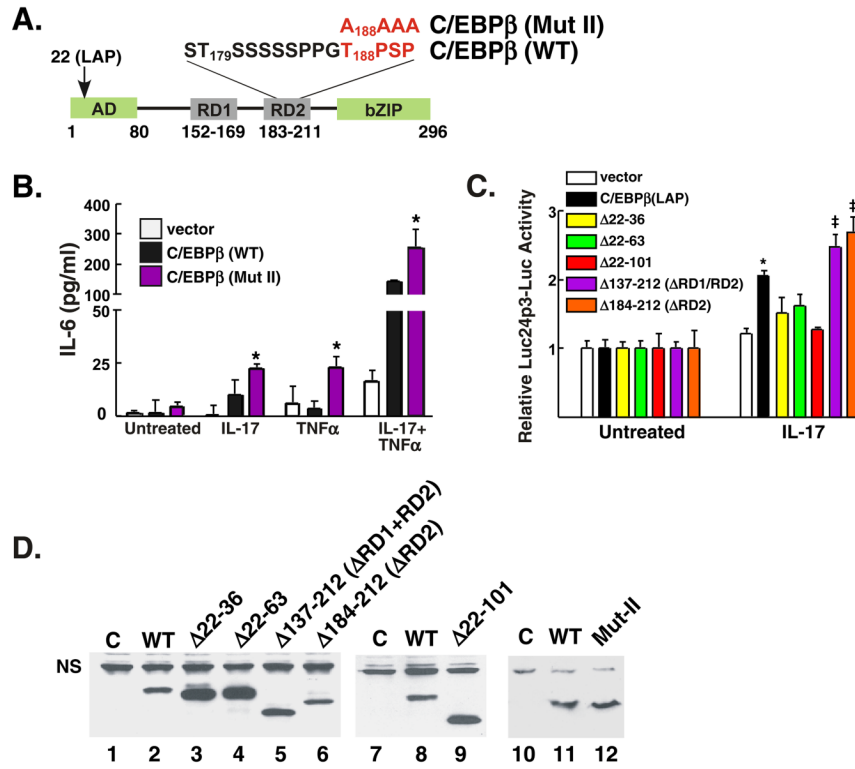 A.
A188AAA C/EBPβ (Mut II)
ST179SSSSSPPGT188PSP C/EBPβ (WT)
22 (LAP)
AD RD1 RD2 bZIP
1 80 152-169 183-211 296
B.
IL-6 (pg/ml)
400
300
200
100
50
25
0
vector
C/EBPβ (WT)
C/EBPβ (Mut II)
*
*
*
Untreated IL-17 TNFα IL-17+
TNFα
C.
Relative Luc24p3-Luc Activity
3
2
1
vector
C/EBPβ(LAP)
Δ22-36
Δ22-63
Δ22-101
Δ137-212 (ΔRD1/RD2)
Δ184-212 (ΔRD2)
*
‡
‡
Untreated IL-17
D.
C WT Δ22-36 Δ22-63 Δ137-212 (ΔRD1+RD2) Δ184-212 (ΔRD2)
C WT Δ22-101
C WT Mut-II
NS
1 2 3 4 5 6 7 8 9 10 11 12